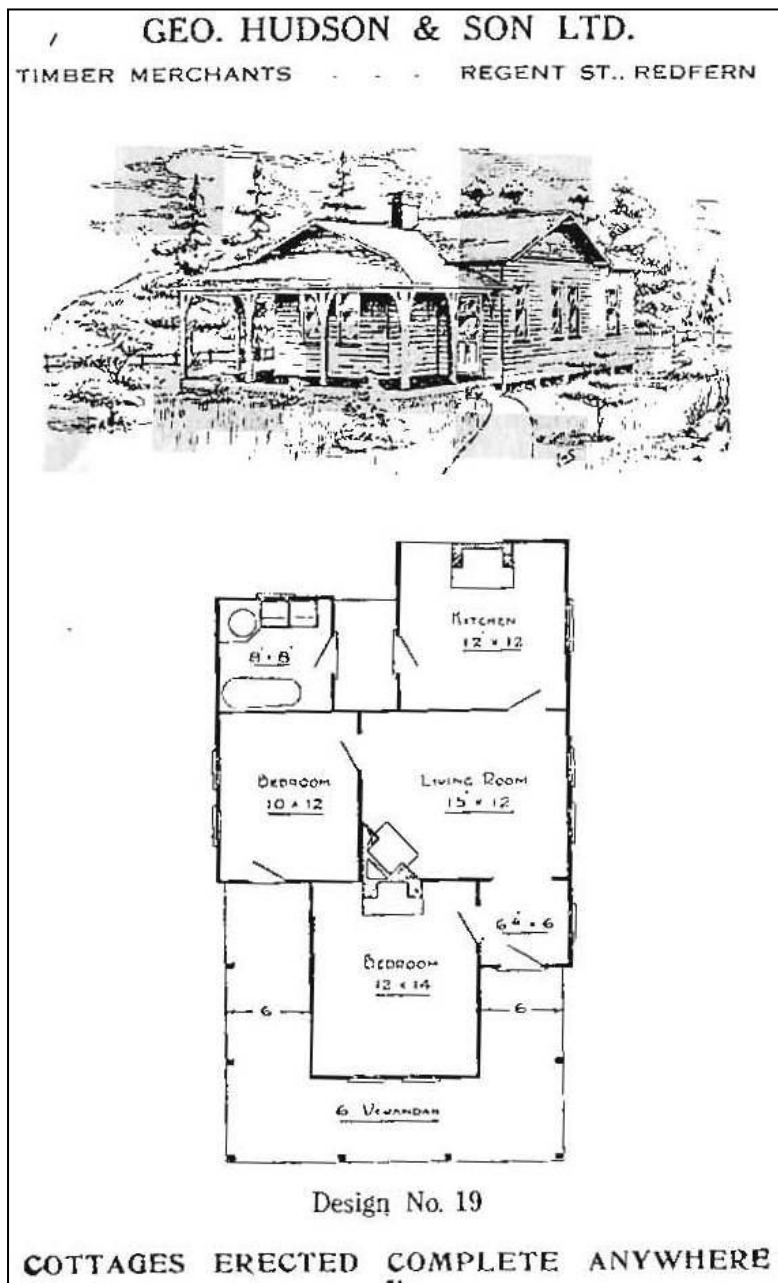 GEO. HUDSON & SON LTD.
TIMBER MERCHANTS - - - REGENT ST., REDFERN
KITCHEN
12' × 12
8' × 8'
BEDROOM
10 × 12
LIVING ROOM
15' × 12
6'4" × 6
BEDROOM
12 × 14
6
6
6 VERANDAH
Design No. 19
COTTAGES ERECTED COMPLETE ANYWHERE